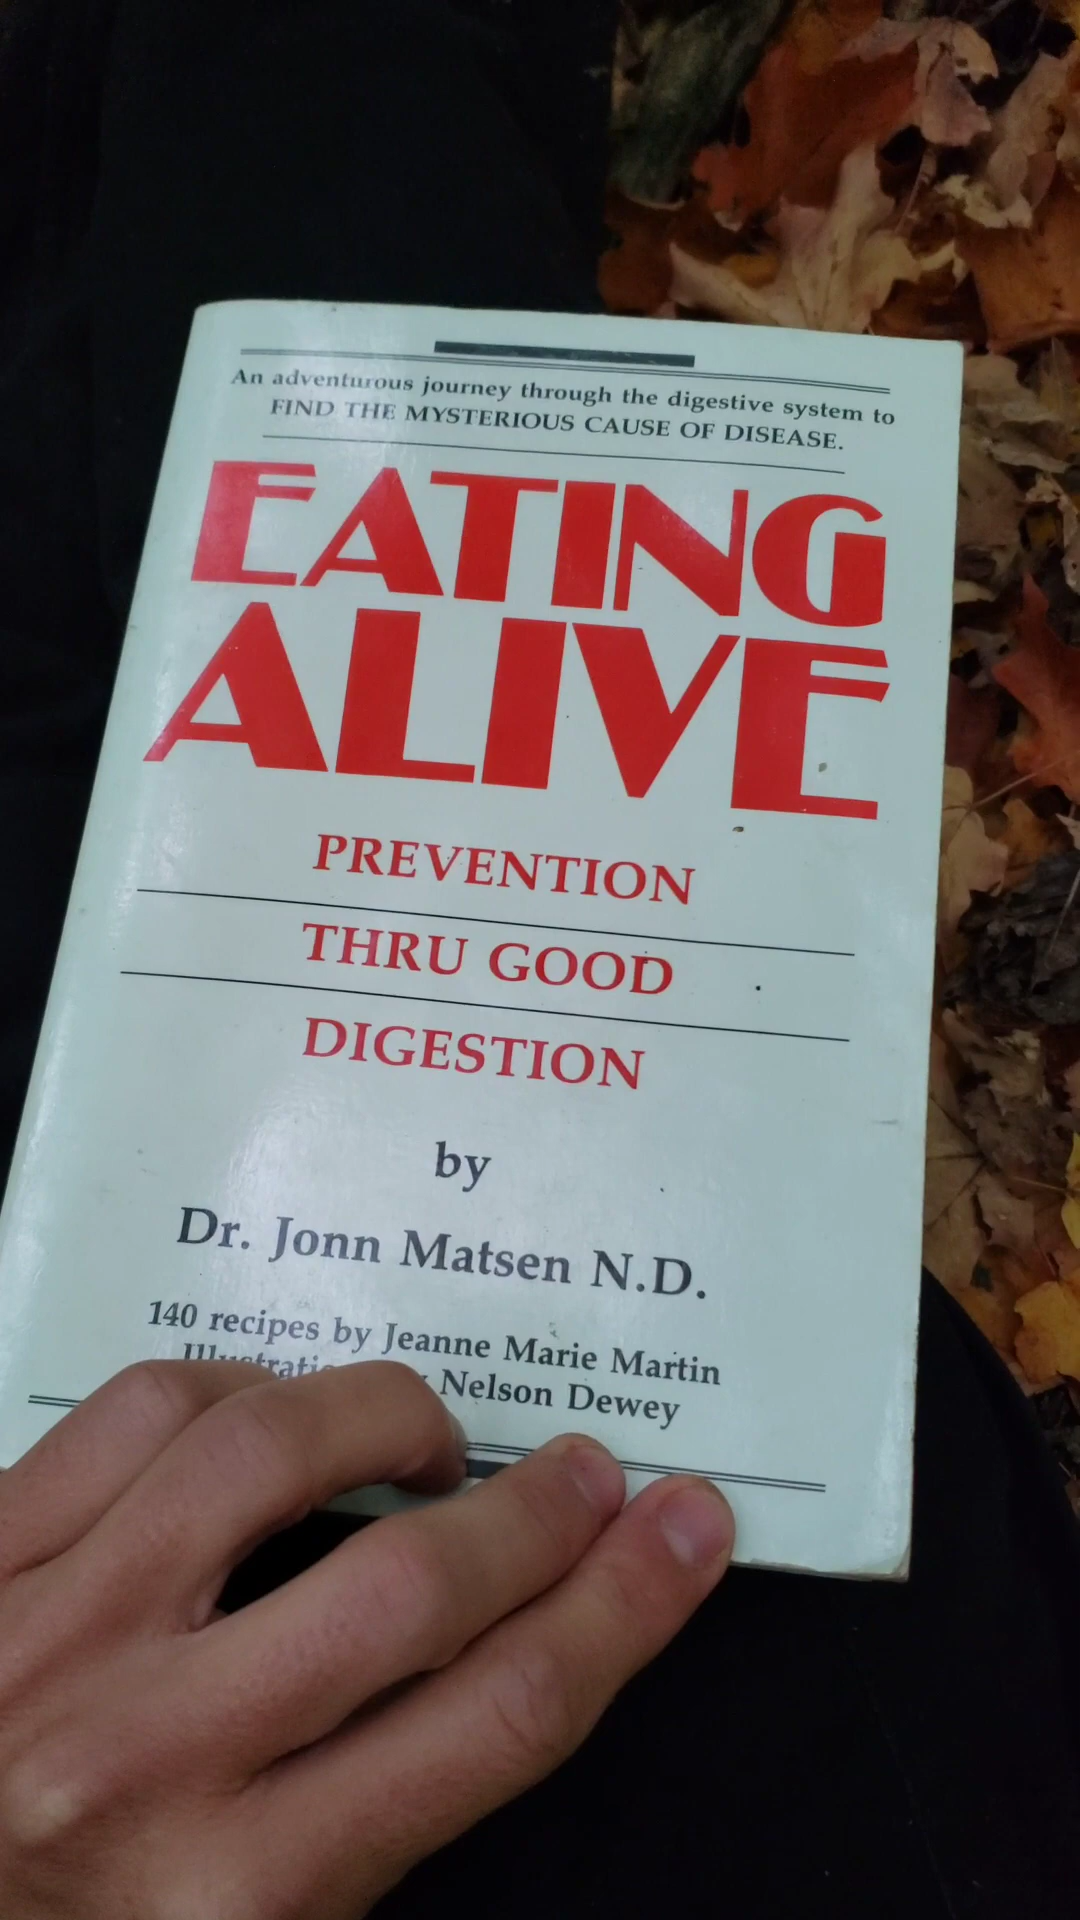 An adventurous journey through the digestive system to
FIND THE MYSTERIOUS CAUSE OF DISEASE.
EATING
ALIVE
PREVENTION
THRU GOOD
DIGESTION
by
Dr. Jonn Matsen N.D.
140 recipes by Jeanne Marie Martin
Nelson Dewey